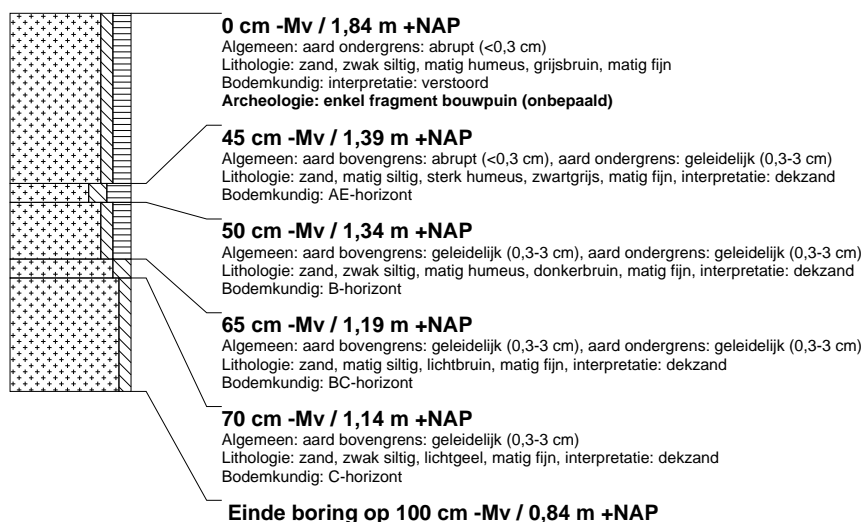 0 cm -Mv / 1,84 m +NAP
Algemeen: aard ondergrens: abrupt (<0,3 cm)
Lithologie: zand, zwak siltig, matig humeus, grijsbruin, matig fijn
Bodemkundig: interpretatie: verstoord
Archeologie: enkel fragment bouwpuin (onbepaald)
45 cm -Mv / 1,39 m +NAP
Algemeen: aard bovengrens: abrupt (<0,3 cm), aard ondergrens: geleidelijk (0,3-3 cm)
Lithologie: zand, matig siltig, sterk humeus, zwartgrijs, matig fijn, interpretatie: dekzand
Bodemkundig: AE-horizont
50 cm -Mv / 1,34 m +NAP
Algemeen: aard bovengrens: geleidelijk (0,3-3 cm), aard ondergrens: geleidelijk (0,3-3 cm)
Lithologie: zand, zwak siltig, matig humeus, donkerbruin, matig fijn, interpretatie: dekzand
Bodemkundig: B-horizont
65 cm -Mv / 1,19 m +NAP
Algemeen: aard bovengrens: geleidelijk (0,3-3 cm), aard ondergrens: geleidelijk (0,3-3 cm)
Lithologie: zand, matig siltig, lichtbruin, matig fijn, interpretatie: dekzand
Bodemkundig: BC-horizont
70 cm -Mv / 1,14 m +NAP
Algemeen: aard bovengrens: geleidelijk (0,3-3 cm)
Lithologie: zand, zwak siltig, lichtgeel, matig fijn, interpretatie: dekzand
Bodemkundig: C-horizont
Einde boring op 100 cm -Mv / 0,84 m +NAP